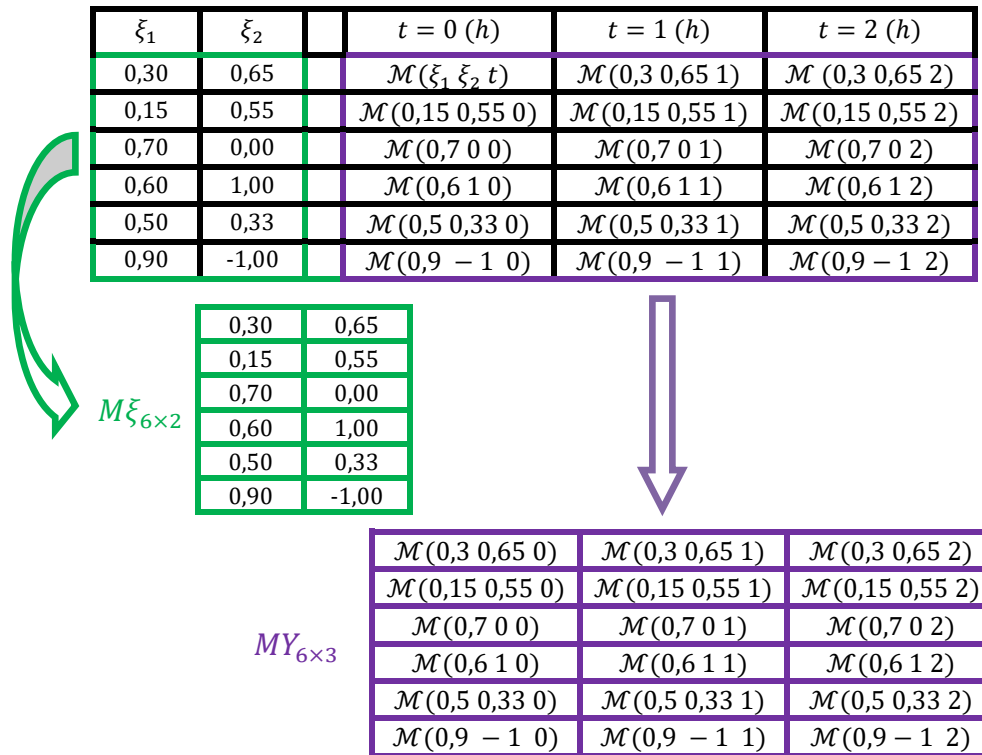 ξ₁ ξ₂ t = 0 (h) t = 1 (h) t = 2 (h)
0,30 0,65 ℳ(ξ₁ ξ₂ t) ℳ(0,3 0,65 1) ℳ (0,3 0,65 2)
0,15 0,55 ℳ(0,15 0,55 0) ℳ(0,15 0,55 1) ℳ(0,15 0,55 2)
0,70 0,00 ℳ(0,7 0 0) ℳ(0,7 0 1) ℳ(0,7 0 2)
0,60 1,00 ℳ(0,6 1 0) ℳ(0,6 1 1) ℳ(0,6 1 2)
0,50 0,33 ℳ(0,5 0,33 0) ℳ(0,5 0,33 1) ℳ(0,5 0,33 2)
0,90 -1,00 ℳ(0,9 − 1 0) ℳ(0,9 − 1 1) ℳ(0,9 − 1 2)
Mξ₆ₓ₂
0,30 0,65
0,15 0,55
0,70 0,00
0,60 1,00
0,50 0,33
0,90 -1,00
MY₆ₓ₃
ℳ(0,3 0,65 0) ℳ(0,3 0,65 1) ℳ(0,3 0,65 2)
ℳ(0,15 0,55 0) ℳ(0,15 0,55 1) ℳ(0,15 0,55 2)
ℳ(0,7 0 0) ℳ(0,7 0 1) ℳ(0,7 0 2)
ℳ(0,6 1 0) ℳ(0,6 1 1) ℳ(0,6 1 2)
ℳ(0,5 0,33 0) ℳ(0,5 0,33 1) ℳ(0,5 0,33 2)
ℳ(0,9 − 1 0) ℳ(0,9 − 1 1) ℳ(0,9 − 1 2)